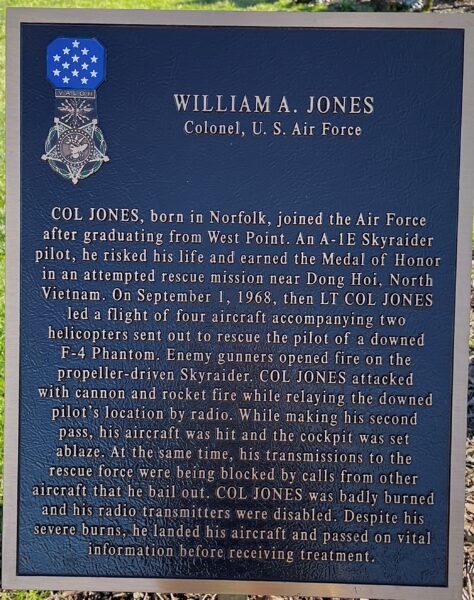 VALOR
WILLIAM A. JONES
Colonel, U. S. Air Force
COL JONES, born in Norfolk, joined the Air Force
after graduating from West Point. An A-1E Skyraider
pilot, he risked his life and earned the Medal of Honor
in an attempted rescue mission near Dong Hoi, North
Vietnam. On September 1, 1968, then LT COL JONES
led a flight of four aircraft accompanying two
helicopters sent out to rescue the pilot of a downed
F-4 Phantom. Enemy gunners opened fire on the
propeller-driven Skyraider. COL JONES attacked
with cannon and rocket fire while relaying the downed
pilot's location by radio. While making his second
pass, his aircraft was hit and the cockpit was set
ablaze. At the same time, his transmissions to the
rescue force were being blocked by calls from other
aircraft that he bail out. COL JONES was badly burned
and his radio transmitters were disabled. Despite his
severe burns, he landed his aircraft and passed on vital
information before receiving treatment.